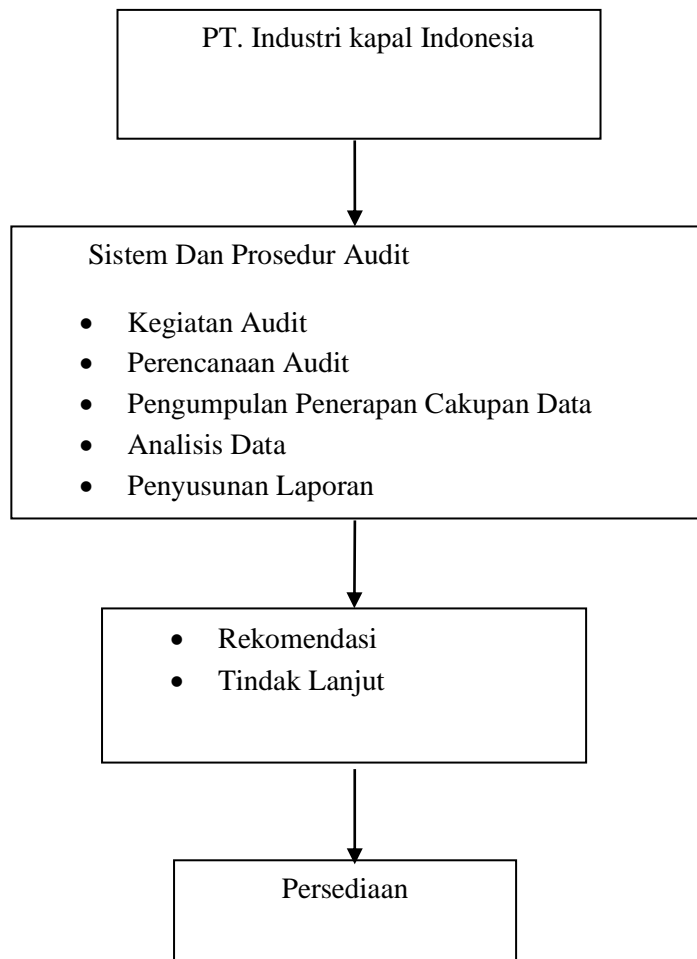 PT. Industri kapal Indonesia
Sistem Dan Prosedur Audit
• Kegiatan Audit
• Perencanaan Audit
• Pengumpulan Penerapan Cakupan Data
• Analisis Data
• Penyusunan Laporan
• Rekomendasi
• Tindak Lanjut
Persediaan